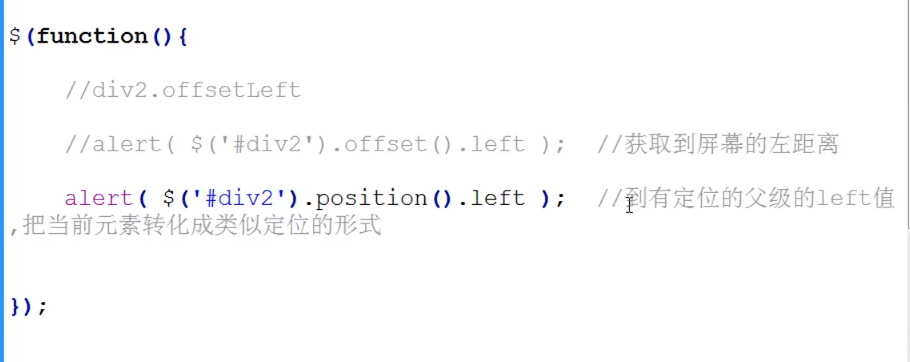 $(function(){
//div2.offsetLeft
//alert( $('#div2').offset().left );  //获取到屏幕的左距离
alert( $('#div2').position().left );  //到有定位的父级的left值
,把当前元素转化成类似定位的形式
});